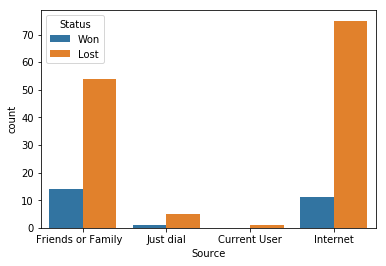 Status
Won
Lost
70
60
50
40
30
20
10
0
count
Friends or Family
Just dial
Current User
Internet
Source